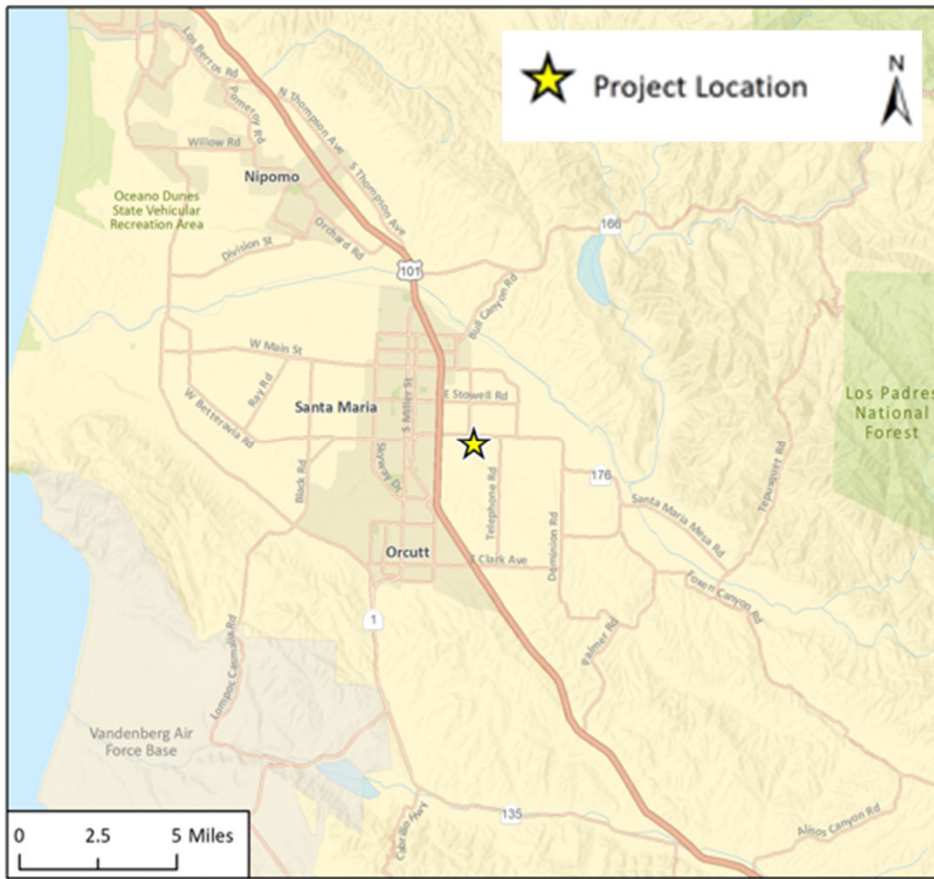 Project Location
N
Los Berros Rd
Pomeroy Rd
N Thompson Ave
Willow Rd
Nipomo
S Thompson Ave
Oceano Dunes
State Vehicular
Recreation Area
Orchard Rd
Division St
166
101
Bull Canyon Rd
W Main St
Ray Rd
E Stowell Rd
Santa Maria
S Miller St
W Betteravia Rd
Los Padres
National
Forest
Skyway Dr
Black Rd
Telephone Rd
176
Tepusquet Rd
Santa Maria Mesa Rd
Dominion Rd
Orcutt
E Clark Ave
Foxen Canyon Rd
1
Palmer Rd
Lompoc Casmalia Rd
Vandenberg Air
Force Base
135
Cabrillo Hwy
Alisos Canyon Rd
0 2.5 5 Miles